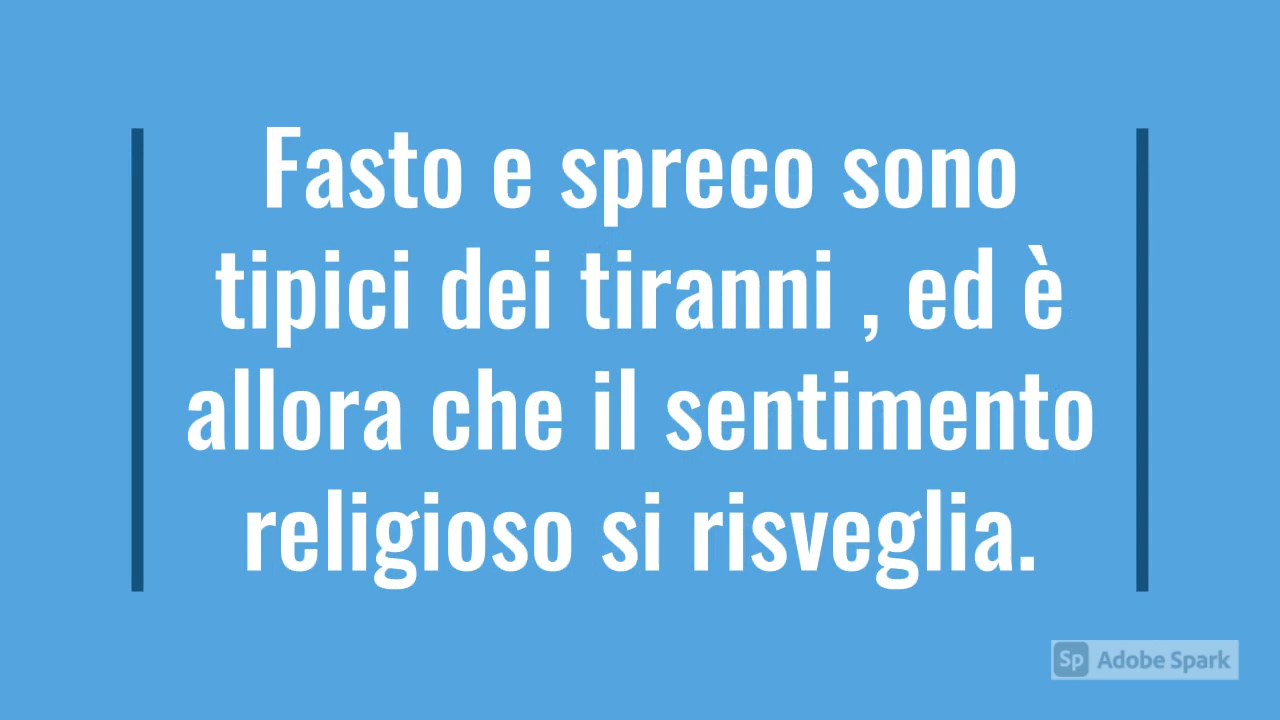 Fasto e spreco sono
tipici dei tiranni , ed è
allora che il sentimento
religioso si risveglia.
Sp Adobe Spark